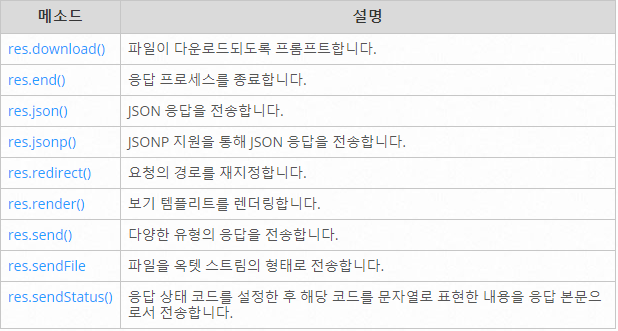 메소드 설명
res.download() 파일이 다운로드되도록 프롬프트합니다.
res.end() 응답 프로세스를 종료합니다.
res.json() JSON 응답을 전송합니다.
res.jsonp() JSONP 지원을 통해 JSON 응답을 전송합니다.
res.redirect() 요청의 경로를 재지정합니다.
res.render() 보기 템플리트를 렌더링합니다.
res.send() 다양한 유형의 응답을 전송합니다.
res.sendFile 파일을 옥텟 스트림의 형태로 전송합니다.
res.sendStatus() 응답 상태 코드를 설정한 후 해당 코드를 문자열로 표현한 내용을 응답 본문으
로서 전송합니다.